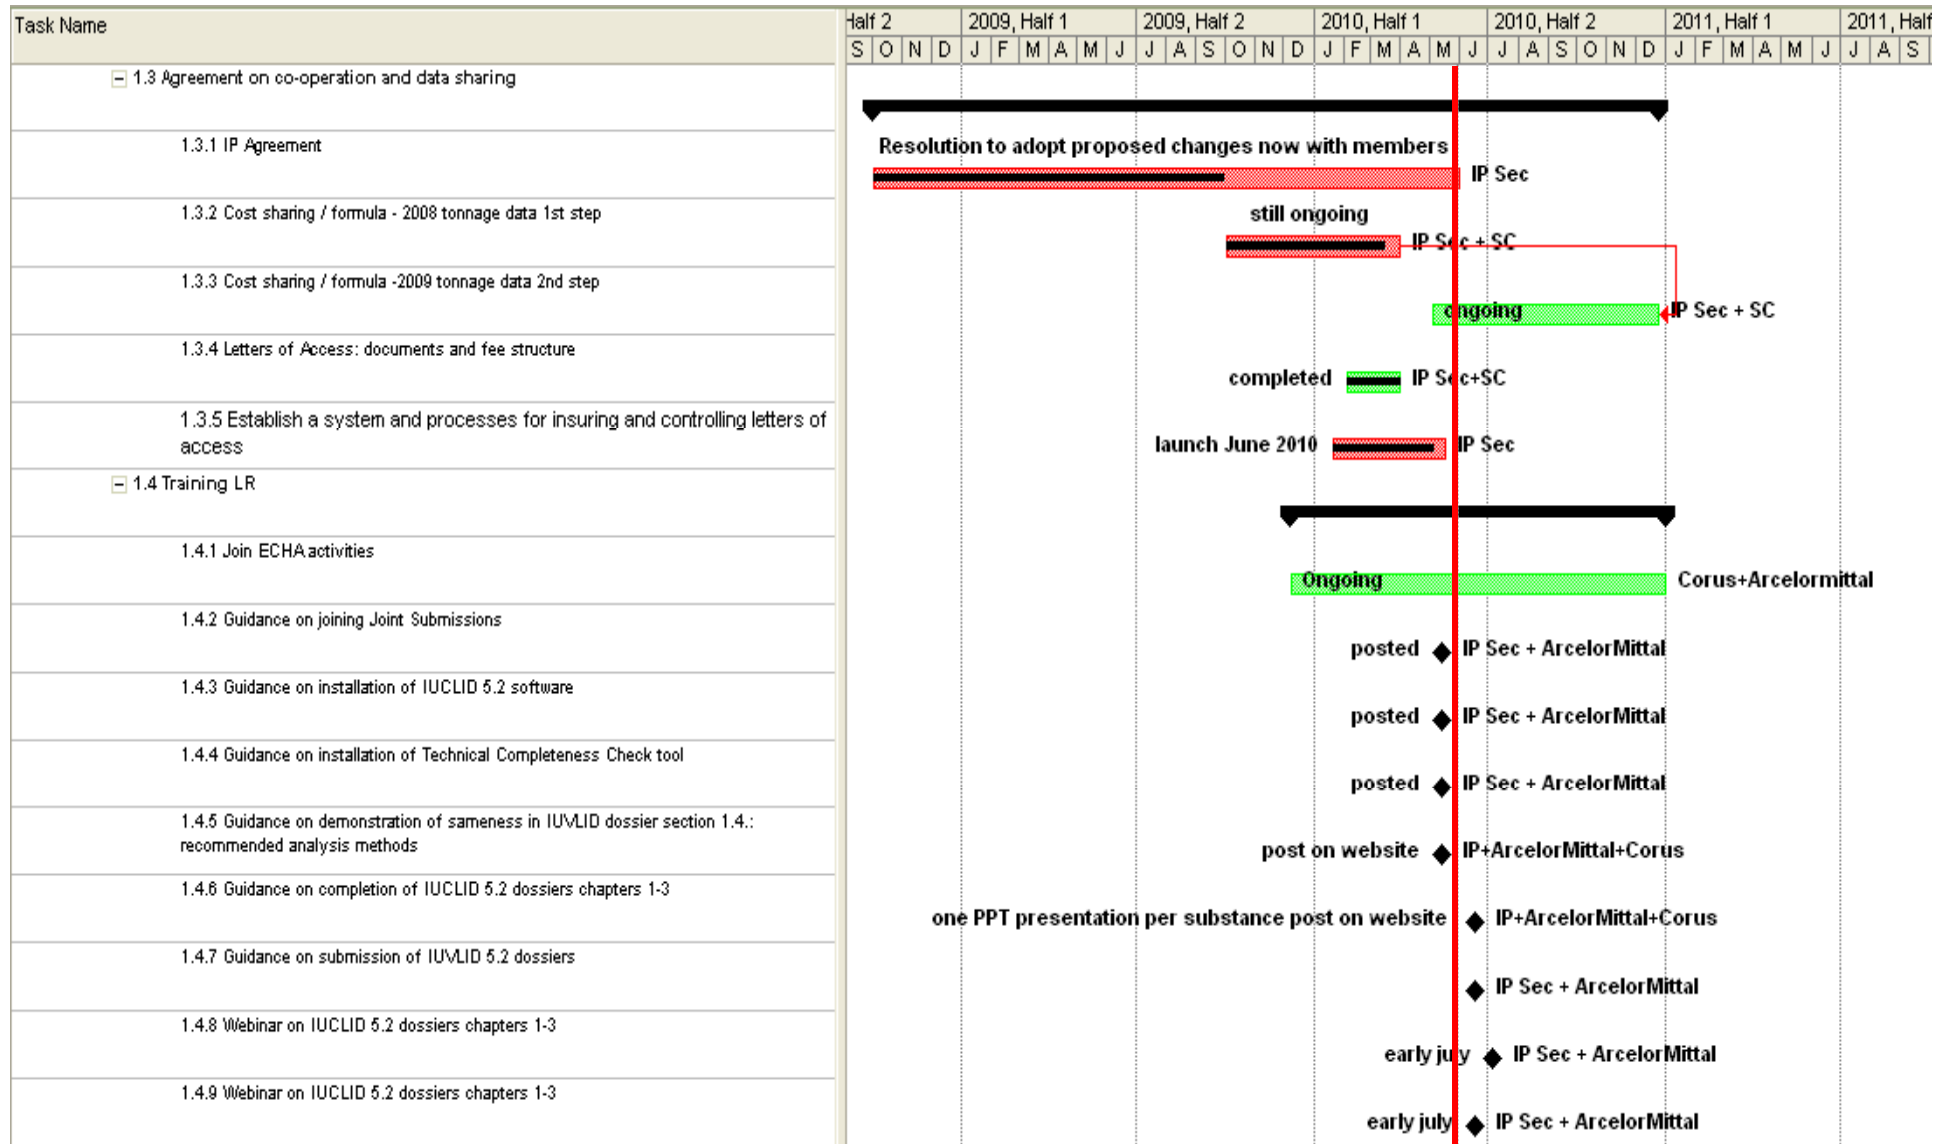 Task Name
Half 2 2009, Half 1 2009, Half 2 2010, Half 1 2010, Half 2 2011, Half 1 2011, Half
S O N D J F M A M J J A S O N D J F M A M J J A S O N D J F M A M J J A S
1.3 Agreement on co-operation and data sharing
1.3.1 IP Agreement
Resolution to adopt proposed changes now with members
IP Sec
1.3.2 Cost sharing / formula - 2008 tonnage data 1st step
still ongoing
IP Sec + SC
1.3.3 Cost sharing / formula -2009 tonnage data 2nd step
ongoing
IP Sec + SC
1.3.4 Letters of Access: documents and fee structure
completed
IP Sec+SC
1.3.5 Establish a system and processes for insuring and controlling letters of
access
launch June 2010
IP Sec
1.4 Training LR
1.4.1 Join ECHA activities
Ongoing
Corus+Arcelormittal
1.4.2 Guidance on joining Joint Submissions
posted
IP Sec + ArcelorMittal
1.4.3 Guidance on installation of IUCLID 5.2 software
posted
IP Sec + ArcelorMittal
1.4.4 Guidance on installation of Technical Completeness Check tool
posted
IP Sec + ArcelorMittal
1.4.5 Guidance on demonstration of sameness in IUVLID dossier section 1.4.:
recommended analysis methods
post on website
IP+ArcelorMittal+Corus
1.4.6 Guidance on completion of IUCLID 5.2 dossiers chapters 1-3
one PPT presentation per substance post on website
IP+ArcelorMittal+Corus
1.4.7 Guidance on submission of IUVLID 5.2 dossiers
IP Sec + ArcelorMittal
1.4.8 Webinar on IUCLID 5.2 dossiers chapters 1-3
early july
IP Sec + ArcelorMittal
1.4.9 Webinar on IUCLID 5.2 dossiers chapters 1-3
early july
IP Sec + ArcelorMittal